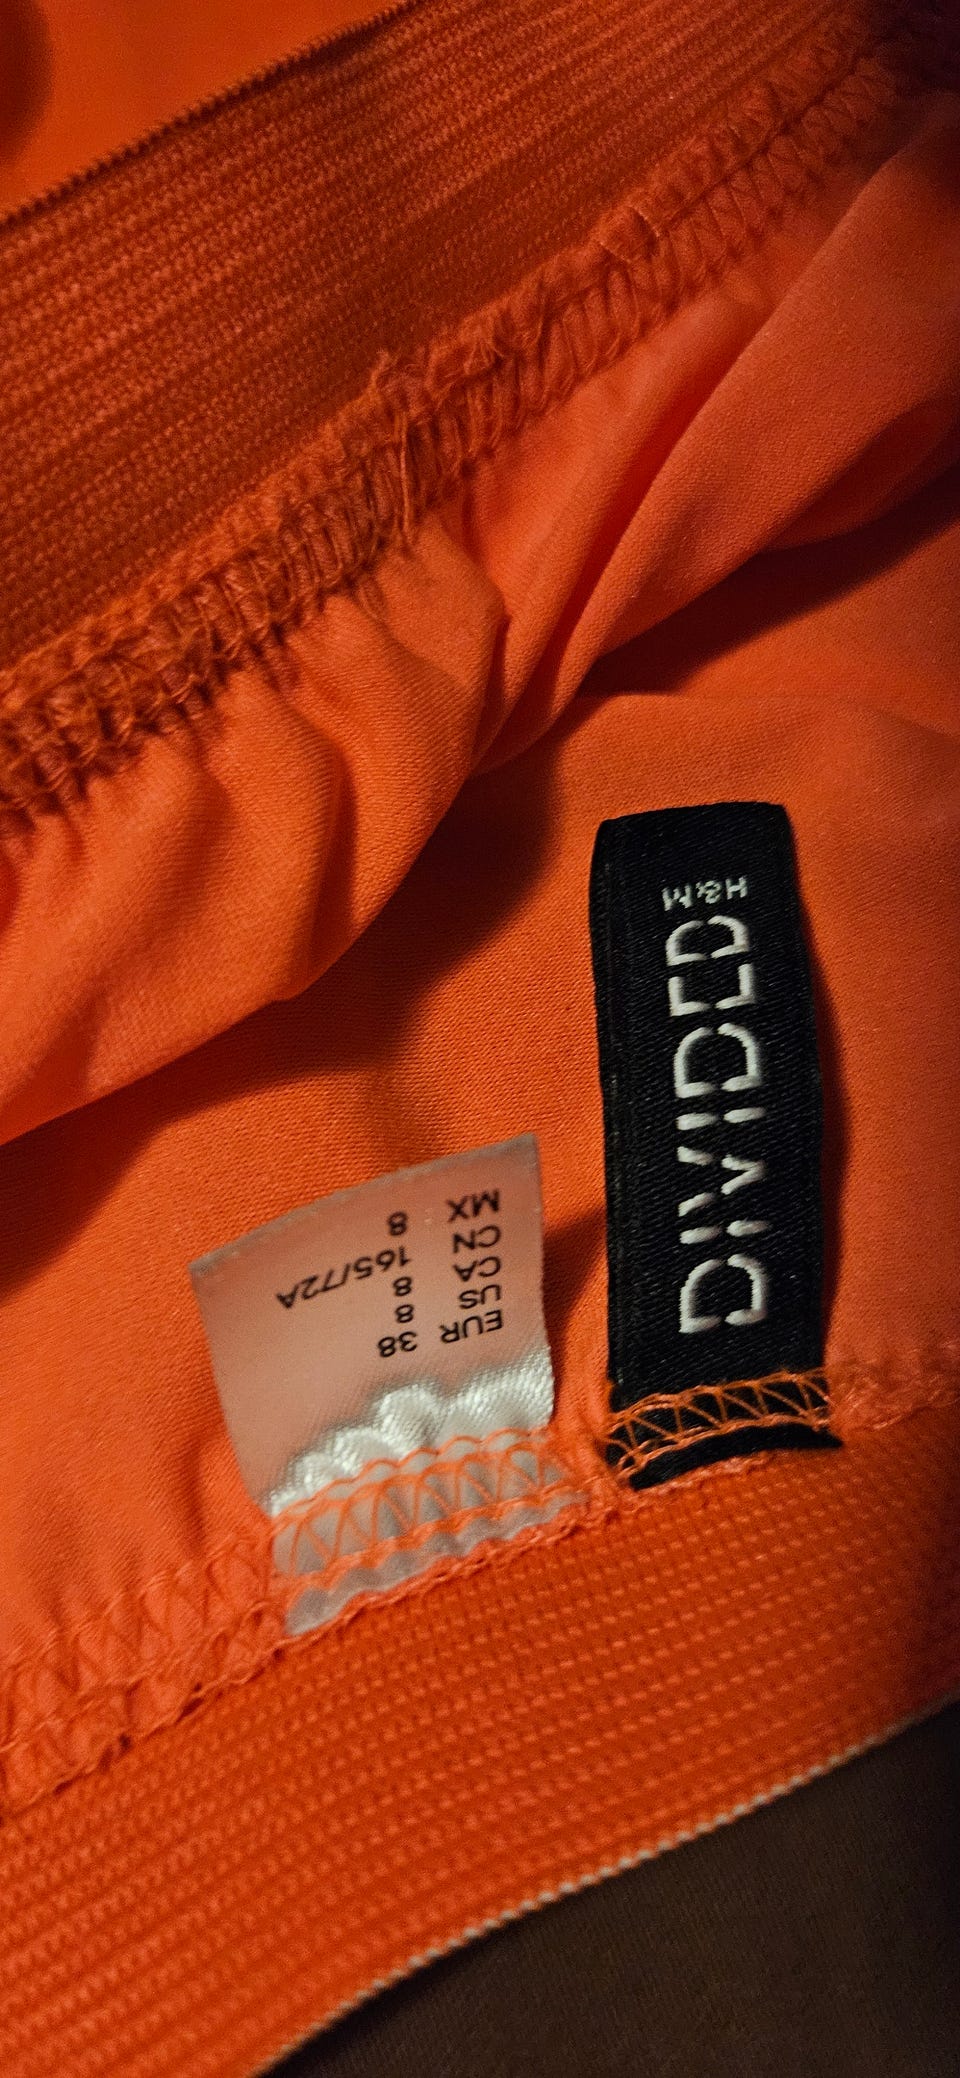 DIVIDED
H&M
EUR 38
US 8
CA 8
CN 165/72A
MX 8